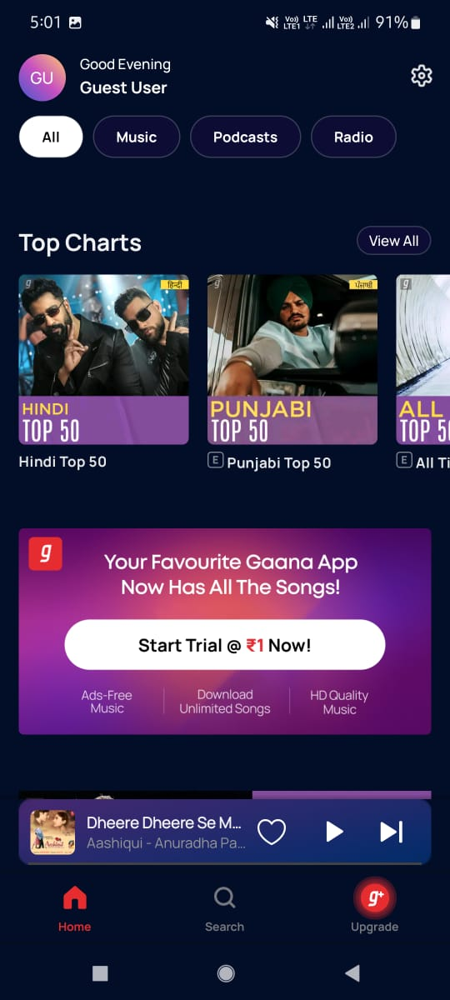 5:01
Vo) LTE Vo)
LTE1 LTE2 91%
GU
Good Evening
Guest User
All Music Podcasts Radio
Top Charts View All
g हिन्दी
HINDI
TOP 50
Hindi Top 50
g ਪੰਜਾਬੀ
PUNJABI
TOP 50
E Punjabi Top 50
g
ALL
TOP 50
E All Ti
g
Your Favourite Gaana App
Now Has All The Songs!
Start Trial @ ₹1 Now!
Ads-Free
Music
Download
Unlimited Songs
HD Quality
Music
Dheere Dheere Se M...
Aashiqui - Anuradha Pa...
g+
Home Search Upgrade